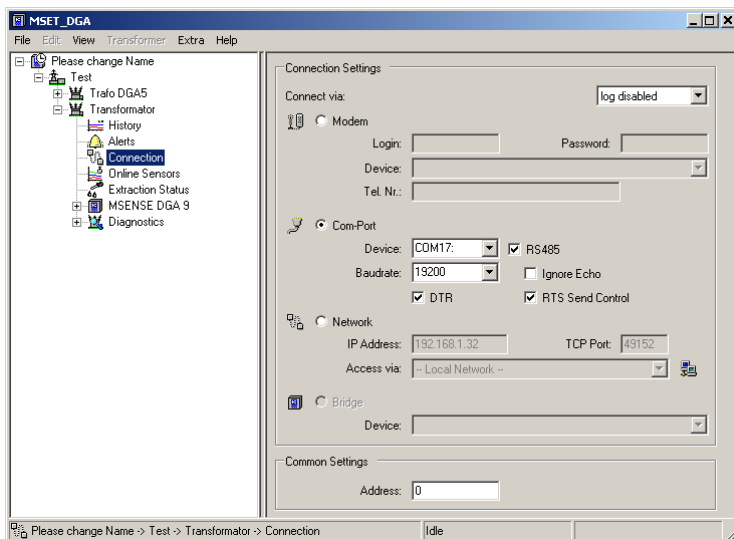 MSET_DGA
File Edit View Transformer Extra Help
Please change Name
Test
Trafo DGA5
Transformator
History
Alerts
Connection
Online Sensors
Extraction Status
MSENSE DGA 9
Diagnostics
Connection Settings
Connect via: log disabled
Modem
Login: Password:
Device:
Tel. Nr.:
Com-Port
Device: COM17: RS485
Baudrate: 19200 Ignore Echo
DTR RTS Send Control
Network
IP Address: 192.168.1.32 TCP Port: 49152
Access via: -- Local Network --
Bridge
Device:
Common Settings
Address: 0
Please change Name -> Test -> Transformator -> Connection Idle